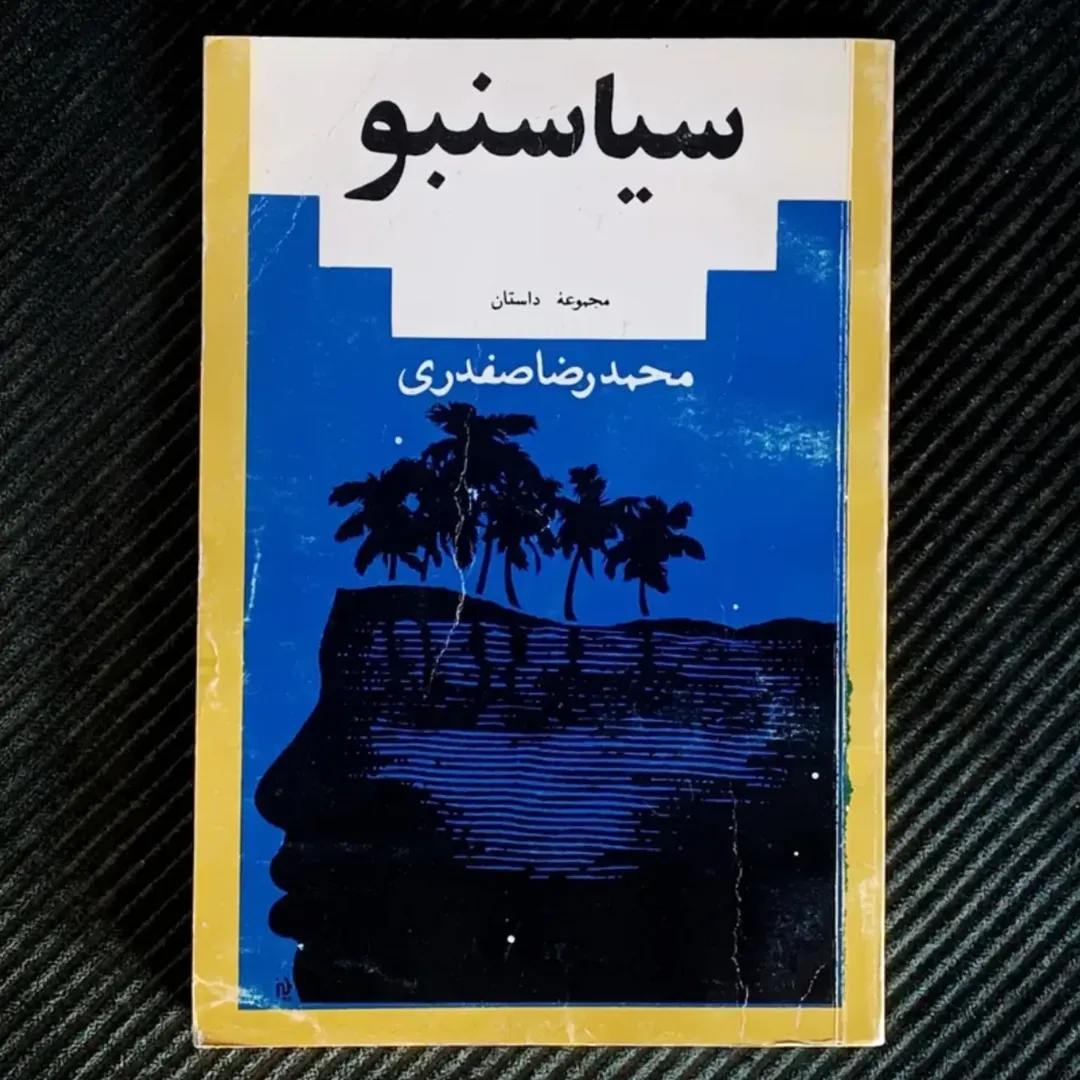 سیاسنبو
مجموعهٔ داستان
محمدرضا صفدری